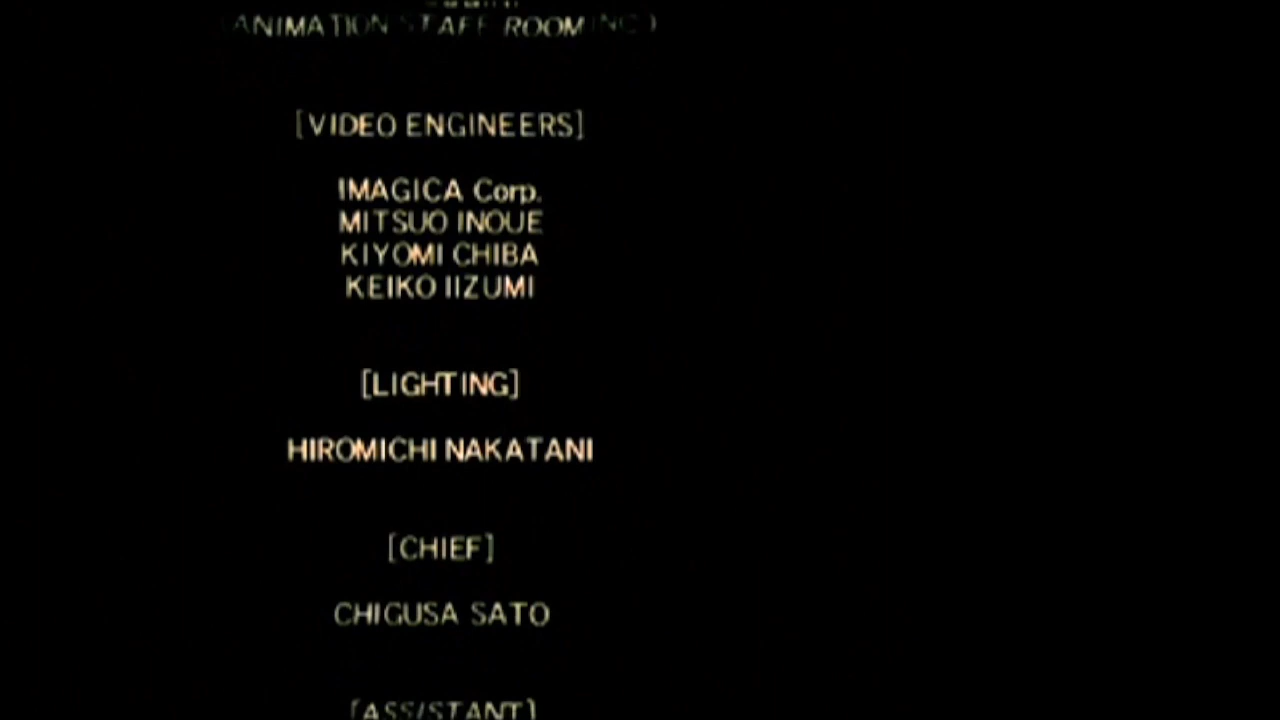 (ANIMATION STAFF ROOM INC.)
[VIDEO ENGINEERS]
IMAGICA Corp.
MITSUO INOUE
KIYOMI CHIBA
KEIKO IIZUMI
[LIGHTING]
HIROMICHI NAKATANI
[CHIEF]
CHIGUSA SATO
[ASSISTANT]